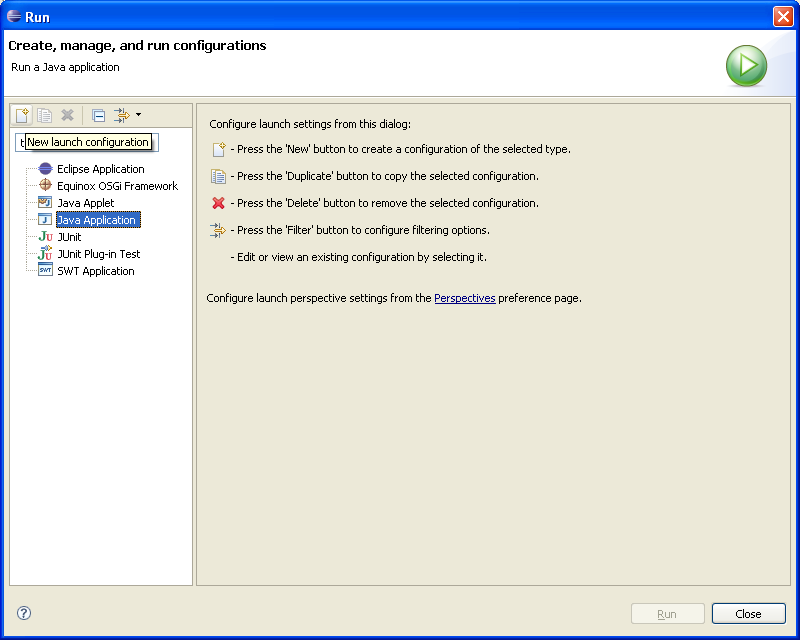 Run
Create, manage, and run configurations
Run a Java application
New launch configuration
Eclipse Application
Equinox OSGi Framework
Java Applet
Java Application
Ju JUnit
JUnit Plug-in Test
SWT SWT Application
Configure launch settings from this dialog:
- Press the 'New' button to create a configuration of the selected type.
- Press the 'Duplicate' button to copy the selected configuration.
- Press the 'Delete' button to remove the selected configuration.
- Press the 'Filter' button to configure filtering options.
- Edit or view an existing configuration by selecting it.
Configure launch perspective settings from the Perspectives preference page.
Run
Close